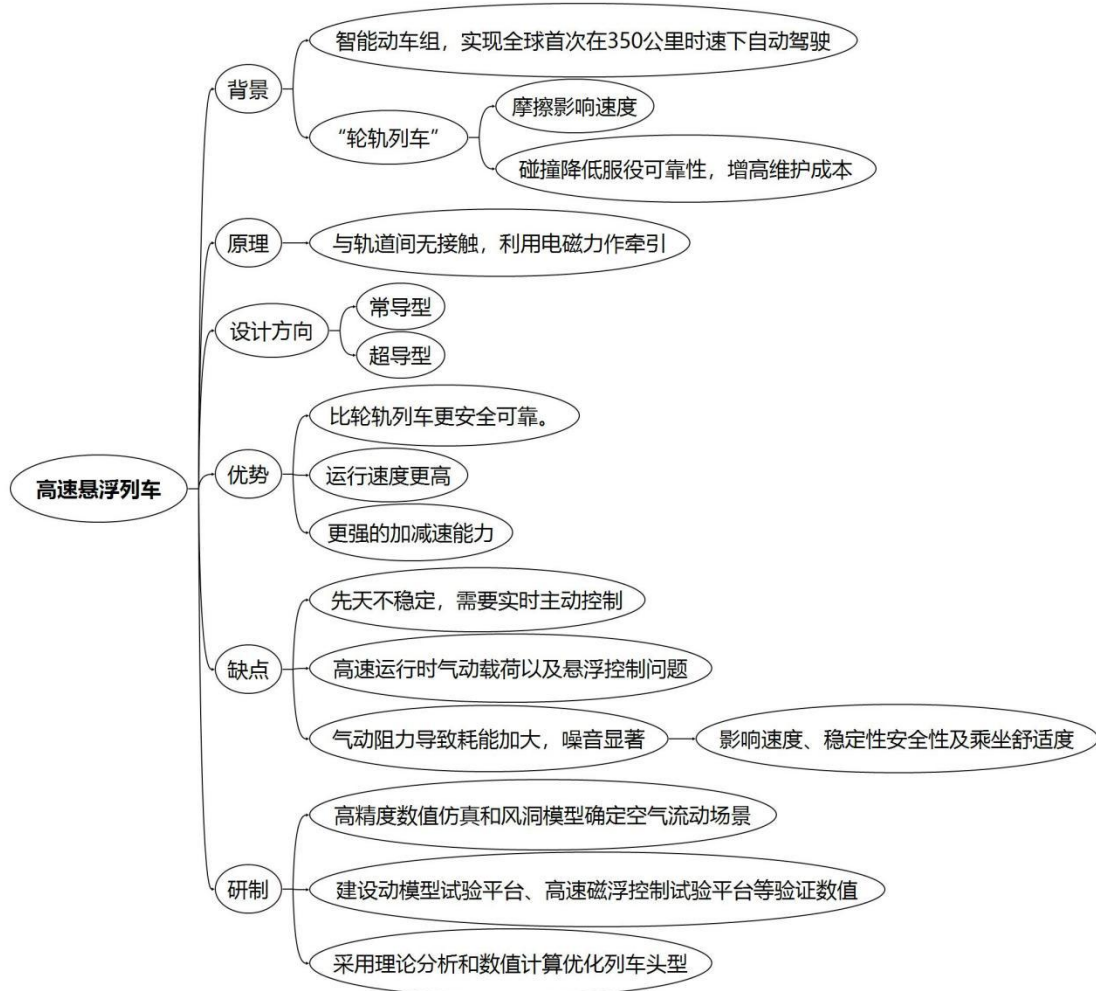 高速悬浮列车
背景
智能动车组，实现全球首次在350公里时速下自动驾驶
“轮轨列车”
摩擦影响速度
碰撞降低服役可靠性，增高维护成本
原理
与轨道间无接触，利用电磁力作牵引
设计方向
常导型
超导型
优势
比轮轨列车更安全可靠。
运行速度更高
更强的加减速能力
缺点
先天不稳定，需要实时主动控制
高速运行时气动载荷以及悬浮控制问题
气动阻力导致耗能加大，噪音显著
影响速度、稳定性安全性及乘坐舒适度
研制
高精度数值仿真和风洞模型确定空气流动场景
建设动模型试验平台、高速磁浮控制试验平台等验证数值
采用理论分析和数值计算优化列车头型